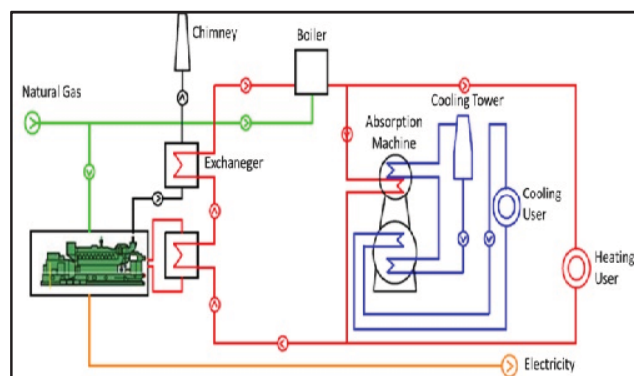 Chimney
Boiler
Natural Gas
Cooling Tower
Absorption
Machine
Exchaneger
Cooling
User
Heating
User
Electricity